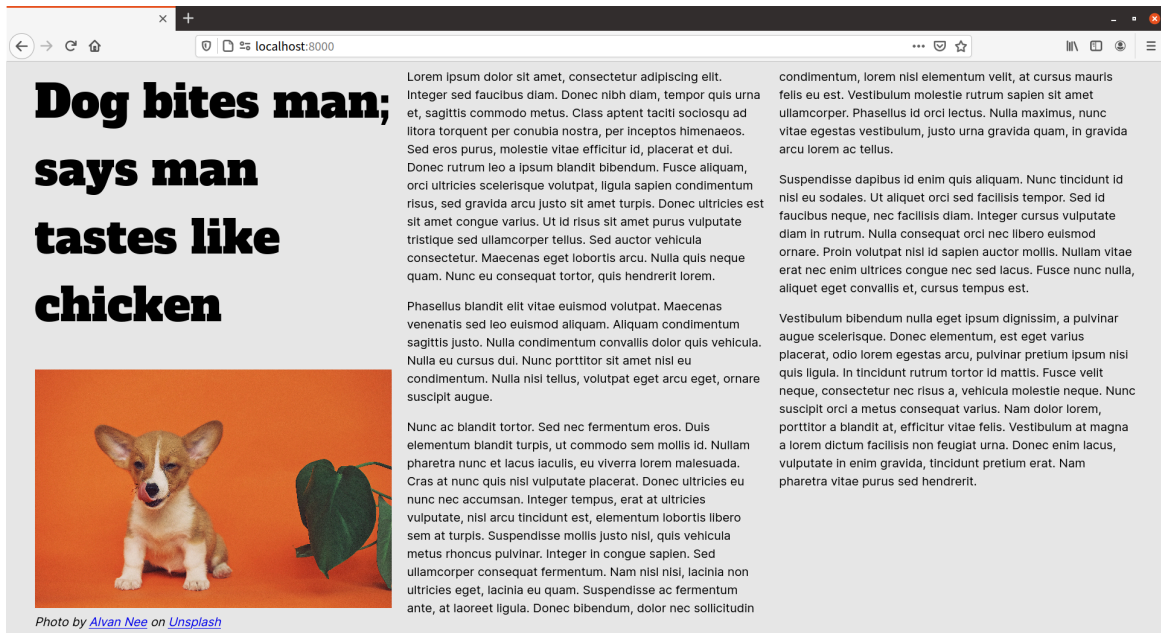 localhost:8000
Dog bites man;
says man
tastes like
chicken
Photo by Alvan Nee on Unsplash
Lorem ipsum dolor sit amet, consectetur adipiscing elit.
Integer sed faucibus diam. Donec nibh diam, tempor quis urna
et, sagittis commodo metus. Class aptent taciti sociosqu ad
litora torquent per conubia nostra, per inceptos himenaeos.
Sed eros purus, molestie vitae efficitur id, placerat et dui.
Donec rutrum leo a ipsum blandit bibendum. Fusce aliquam,
orci ultricies scelerisque volutpat, ligula sapien condimentum
risus, sed gravida arcu justo sit amet turpis. Donec ultricies est
sit amet congue varius. Ut id risus sit amet purus vulputate
tristique sed ullamcorper tellus. Sed auctor vehicula
consectetur. Maecenas eget lobortis arcu. Nulla quis neque
quam. Nunc eu consequat tortor, quis hendrerit lorem.
Phasellus blandit elit vitae euismod volutpat. Maecenas
venenatis sed leo euismod aliquam. Aliquam condimentum
sagittis justo. Nulla condimentum convallis dolor quis vehicula.
Nulla eu cursus dui. Nunc porttitor sit amet nisl eu
condimentum. Nulla nisi tellus, volutpat eget arcu eget, ornare
suscipit augue.
Nunc ac blandit tortor. Sed nec fermentum eros. Duis
elementum blandit turpis, ut commodo sem mollis id. Nullam
pharetra nunc et lacus iaculis, eu viverra lorem malesuada.
Cras at nunc quis nisl vulputate placerat. Donec ultricies eu
nunc nec accumsan. Integer tempus, erat at ultricies
vulputate, nisl arcu tincidunt est, elementum lobortis libero
sem at turpis. Suspendisse mollis justo nisl, quis vehicula
metus rhoncus pulvinar. Integer in congue sapien. Sed
ullamcorper consequat fermentum. Nam nisl nisi, lacinia non
ultricies eget, lacinia eu quam. Suspendisse ac fermentum
ante, at laoreet ligula. Donec bibendum, dolor nec sollicitudin
condimentum, lorem nisl elementum velit, at cursus mauris
felis eu est. Vestibulum molestie rutrum sapien sit amet
ullamcorper. Phasellus id orci lectus. Nulla maximus, nunc
vitae egestas vestibulum, justo urna gravida quam, in gravida
arcu lorem ac tellus.
Suspendisse dapibus id enim quis aliquam. Nunc tincidunt id
nisl eu sodales. Ut aliquet orci sed facilisis tempor. Sed id
faucibus neque, nec facilisis diam. Integer cursus vulputate
diam in rutrum. Nulla consequat orci nec libero euismod
ornare. Proin volutpat nisi id sapien auctor mollis. Nullam vitae
erat nec enim ultrices congue nec sed lacus. Fusce nunc nulla,
aliquet eget convallis et, cursus tempus est.
Vestibulum bibendum nulla eget ipsum dignissim, a pulvinar
augue scelerisque. Donec elementum, est eget varius
placerat, odio lorem egestas arcu, pulvinar pretium ipsum nisi
quis ligula. In tincidunt rutrum tortor id mattis. Fusce velit
neque, consectetur nec risus a, vehicula molestie neque. Nunc
suscipit orci a metus consequat varius. Nam dolor lorem,
porttitor a blandit at, efficitur vitae felis. Vestibulum at magna
a lorem dictum facilisis non feugiat urna. Donec enim lacus,
vulputate in enim gravida, tincidunt pretium erat. Nam
pharetra vitae purus sed hendrerit.